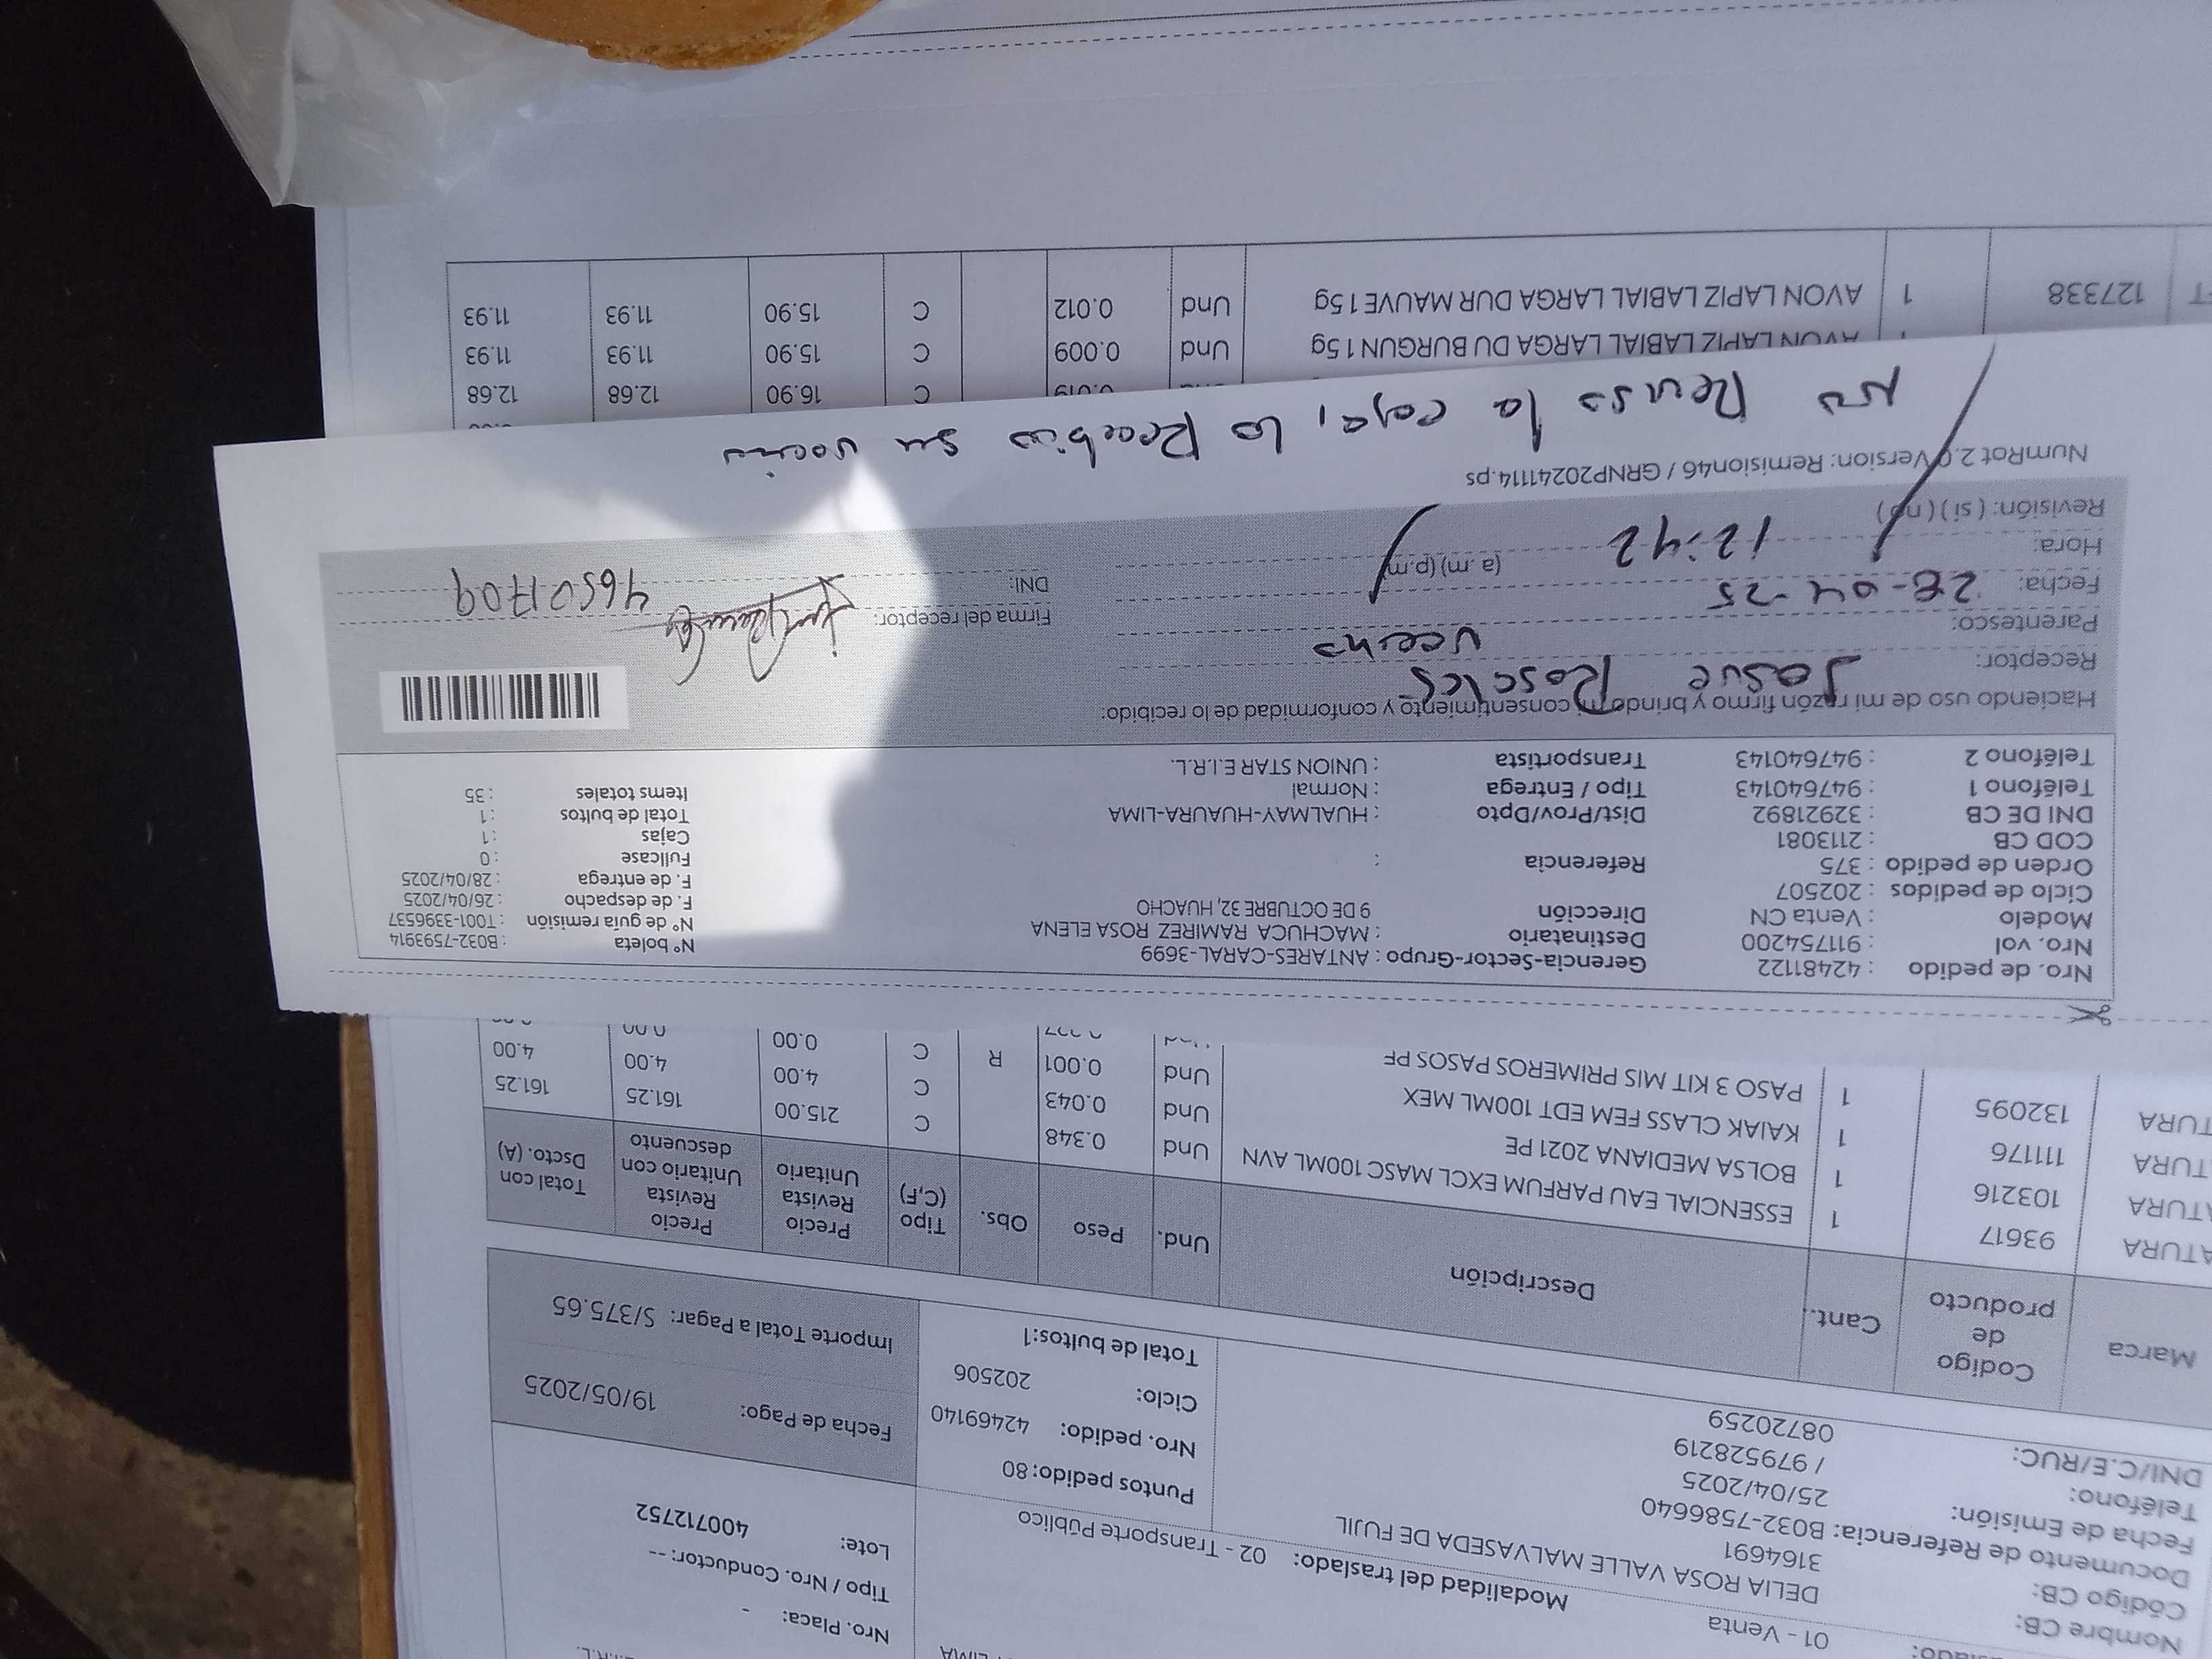 01 - Venta
Modalidad del traslado: 02 - Transporte Público
Nro. Placa: -
Tipo / Nro. Conductor: --
Lote: 400712752
Nombre CB: DELIA ROSA VALLE MALVASEDA DE FUJIL
Código CB: 3164691
Documento de Referencia: B032-7586640
Fecha de Emisión: 25/04/2025
Teléfono: / 979528219
DNI/C.E/RUC: 08720259
Puntos pedido: 80
Nro. pedido: 42469140
Ciclo: 202506
Total de bultos: 1
Fecha de Pago: 19/05/2025
Importe Total a Pagar: S/375.65
Marca Codigo de producto Cant.. Descripción Und. Peso Obs. Tipo (C,F) Precio Revista Unitario Precio Revista Unitario con descuento Total con Dscto. (A)
ATURA 93617 1 ESSENCIAL EAU PARFUM EXCL MASC 100ML AVN Und 0.348 C 215.00 161.25 161.25
ATURA 103216 1 BOLSA MEDIANA 2021 PE Und 0.043 C 4.00 4.00 4.00
ATURA 111176 1 KAIAK CLASS FEM EDT 100ML MEX Und 0.001 R C 0.00 0.00
TURA 132095 1 PASO 3 KIT MIS PRIMEROS PASOS PF
Nro. de pedido : 42481122
Nro. vol : 911754200
Modelo : Venta CN
Ciclo de pedidos : 202507
Orden de pedido : 375
COD CB : 2113081
DNI DE CB : 32921892
Teléfono 1 : 947640143
Teléfono 2 : 947640143
Gerencia-Sector-Grupo : ANTARES-CARAL-3699
Destinatario : MACHUCA RAMIREZ ROSA ELENA
Dirección 9 DE OCTUBRE 32, HUACHO
Referencia :
Dist/Prov/Dpto : HUALMAY-HUAURA-LIMA
Tipo / Entrega : Normal
Transportista : UNION STAR E.I.R.L.
N° boleta : B032-7593914
N° de guía remisión : T001-3396537
F. de despacho : 26/04/2025
F. de entrega : 28/04/2025
Fullcase : 0
Cajas : 1
Total de bultos : 1
Items totales : 35
Haciendo uso de mi razón firmo y brindo mi consentimiento y conformidad de lo recibido:
Receptor: Josue Rosales
Parentesco: vecino
Fecha: 28-04-25
Hora: 12:42 (a.m) (p.m)
Revisión: ( si ) ( no )
Firma del receptor:
DNI: 46501709
NumRot 2.0 Version: Remision46 / GRNP20241114.ps
no Reviso la caja, lo Recibio su vecino
16.90 12.68 12.68
AVON LAPIZ LABIAL LARGA DU BURGUN 1 5g Und 0.009 C 15.90 11.93 11.93
127338 1 AVON LAPIZ LABIAL LARGA DUR MAUVE 1 5g Und 0.012 C 15.90 11.93 11.93